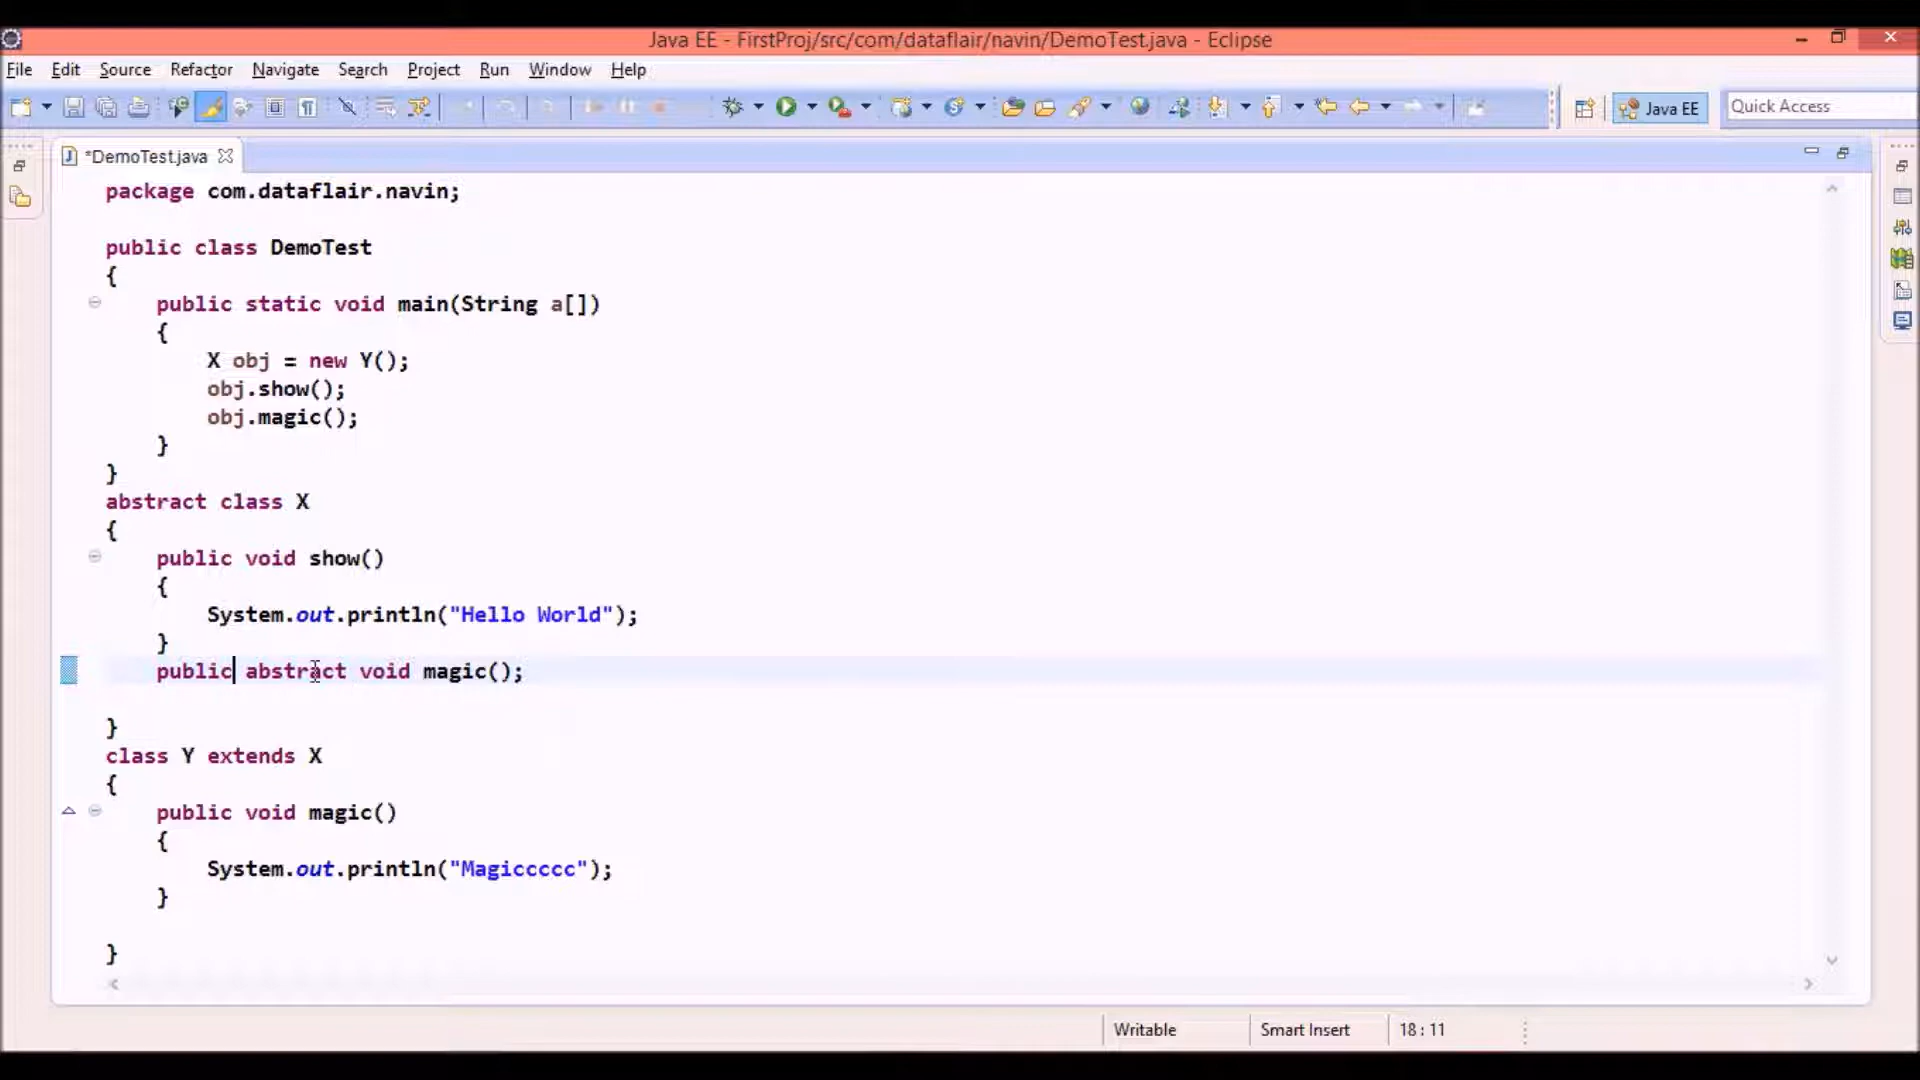 Java EE - FirstProj/src/com/dataflair/navin/DemoTest.java - Eclipse
File Edit Source Refactor Navigate Search Project Run Window Help
Java EE Quick Access
*DemoTest.java
package com.dataflair.navin;
public class DemoTest
{
public static void main(String a[])
{
X obj = new Y();
obj.show();
obj.magic();
}
}
abstract class X
{
public void show()
{
System.out.println("Hello World");
}
public abstract void magic();
}
class Y extends X
{
public void magic()
{
System.out.println("Magiccccc");
}
}
Writable Smart Insert 18 : 11